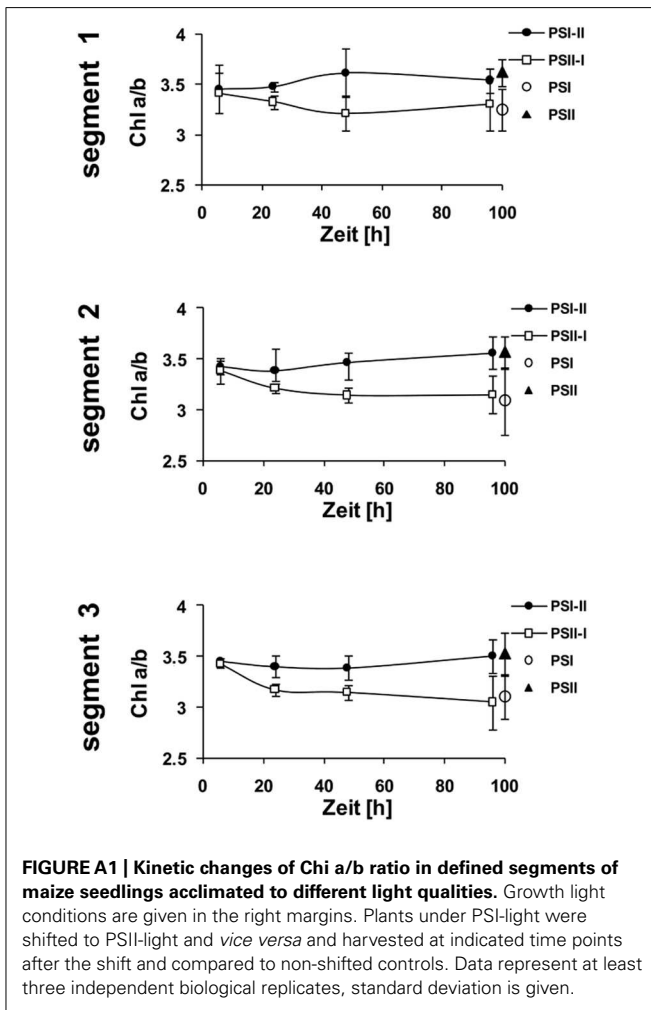 segment 1
Chl a/b
4
3.5
3
2.5
0 20 40 60 80 100
Zeit [h]
PSI-II
PSII-I
PSI
PSII
segment 2
Chl a/b
4
3.5
3
2.5
0 20 40 60 80 100
Zeit [h]
PSI-II
PSII-I
PSI
PSII
segment 3
Chl a/b
4
3.5
3
2.5
0 20 40 60 80 100
Zeit [h]
PSI-II
PSII-I
PSI
PSII
FIGURE A1 | Kinetic changes of Chi a/b ratio in defined segments of
maize seedlings acclimated to different light qualities. Growth light
conditions are given in the right margins. Plants under PSI-light were
shifted to PSII-light and vice versa and harvested at indicated time points
after the shift and compared to non-shifted controls. Data represent at least
three independent biological replicates, standard deviation is given.